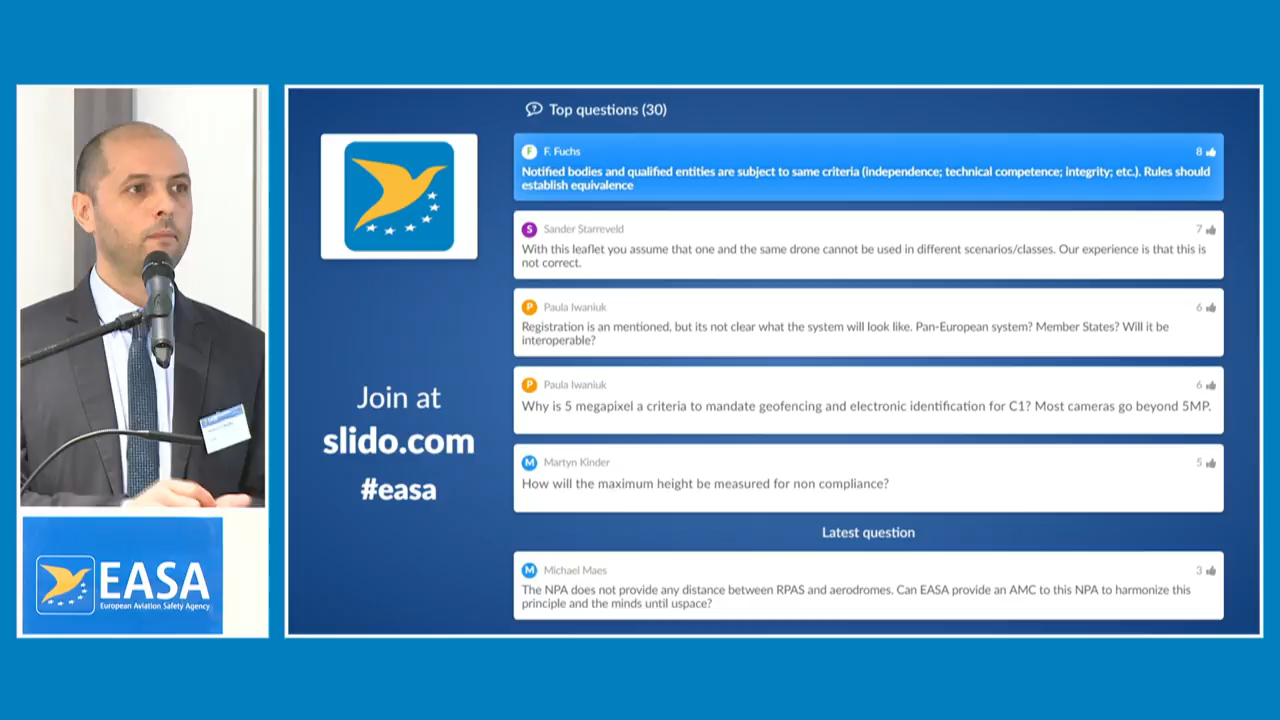 Top questions (30)
F
F. Fuchs
8
Notified bodies and qualified entities are subject to same criteria (independence; technical competence; integrity; etc.). Rules should
establish equivalence
S
Sander Starreveld
7
With this leaflet you assume that one and the same drone cannot be used in different scenarios/classes. Our experience is that this is
not correct.
P
Paula Iwaniuk
6
Registration is an mentioned, but its not clear what the system will look like. Pan-European system? Member States? Will it be
interoperable?
P
Paula Iwaniuk
6
Why is 5 megapixel a criteria to mandate geofencing and electronic identification for C1? Most cameras go beyond 5MP.
M
Martyn Kinder
5
How will the maximum height be measured for non compliance?
Latest question
M
Michael Maes
3
The NPA does not provide any distance between RPAS and aerodromes. Can EASA provide an AMC to this NPA to harmonize this
principle and the minds until uspace?
Join at
slido.com
#easa
EASA
European Aviation Safety Agency